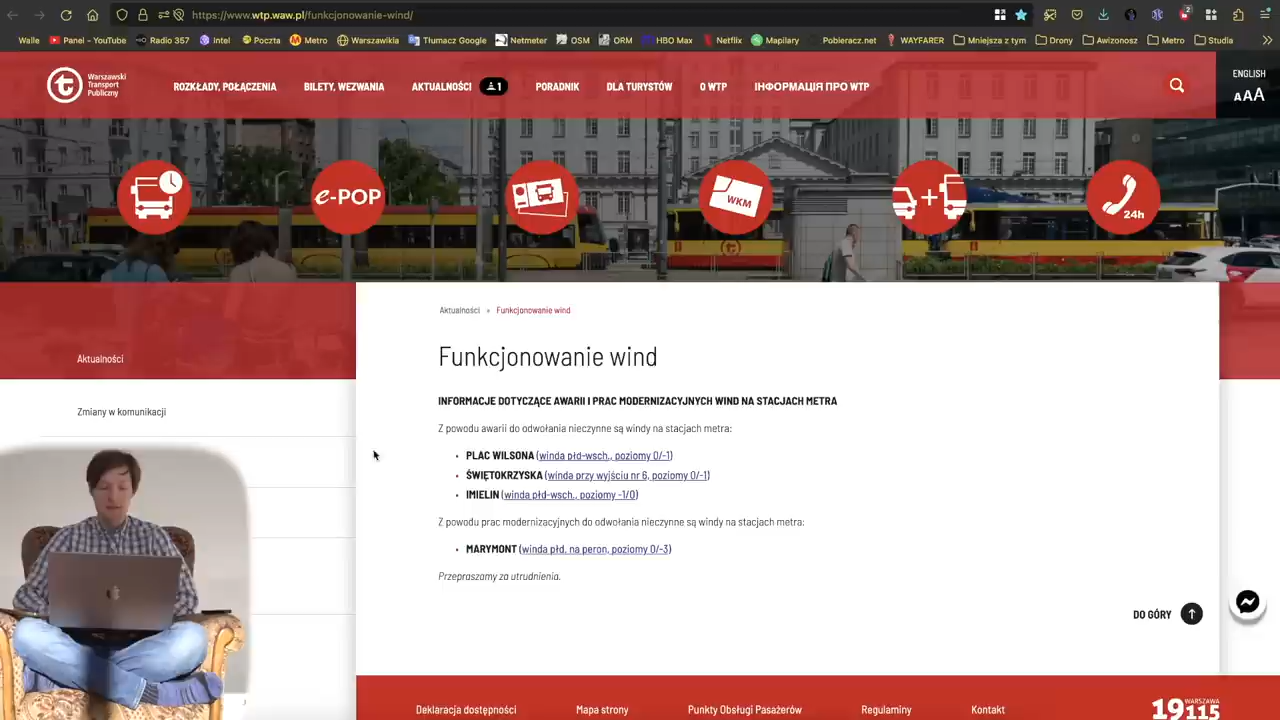 https://www.wtp.waw.pl/funkcjonowanie-wind/
2
Walle
Panel - YouTube
Radio 357
Intel
Poczta
Metro
Warszawikia
Tłumacz Google
Netmeter
OSM
ORM
HBO Max
Netflix
Mapilary
Pobieracz.net
WAYFARER
Mniejsza z tym
Drony
Awizonosz
Metro
Studia
Warszawski
Transport
Publiczny
ROZKŁADY, POŁĄCZENIA
BILETY, WEZWANIA
AKTUALNOŚCI
1
PORADNIK
DLA TURYSTÓW
O WTP
ІНФОРМАЦІЯ ПРО WTP
ENGLISH
AAA
e-POP
WKM
24h
Aktualności » Funkcjonowanie wind
Aktualności
Zmiany w komunikacji
Funkcjonowanie wind
INFORMACJE DOTYCZĄCE AWARII I PRAC MODERNIZACYJNYCH WIND NA STACJACH METRA
Z powodu awarii do odwołania nieczynne są windy na stacjach metra:
• PLAC WILSONA (winda płd-wsch., poziomy 0/-1)
• ŚWIĘTOKRZYSKA (winda przy wyjściu nr 6, poziomy 0/-1)
• IMIELIN (winda płd-wsch., poziomy -1/0)
Z powodu prac modernizacyjnych do odwołania nieczynne są windy na stacjach metra:
• MARYMONT (winda płd. na peron, poziomy 0/-3)
Przepraszamy za utrudnienia.
DO GÓRY
Deklaracja dostępności
Mapa strony
Punkty Obsługi Pasażerów
Regulaminy
Kontakt
19
WARSZAWA
115